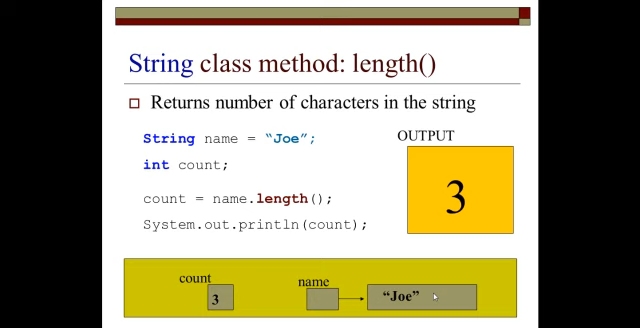 String class method: length()
Returns number of characters in the string
String name = “Joe”;
int count;
count = name.length();
System.out.println(count);
OUTPUT
3
count
3
name
“Joe”